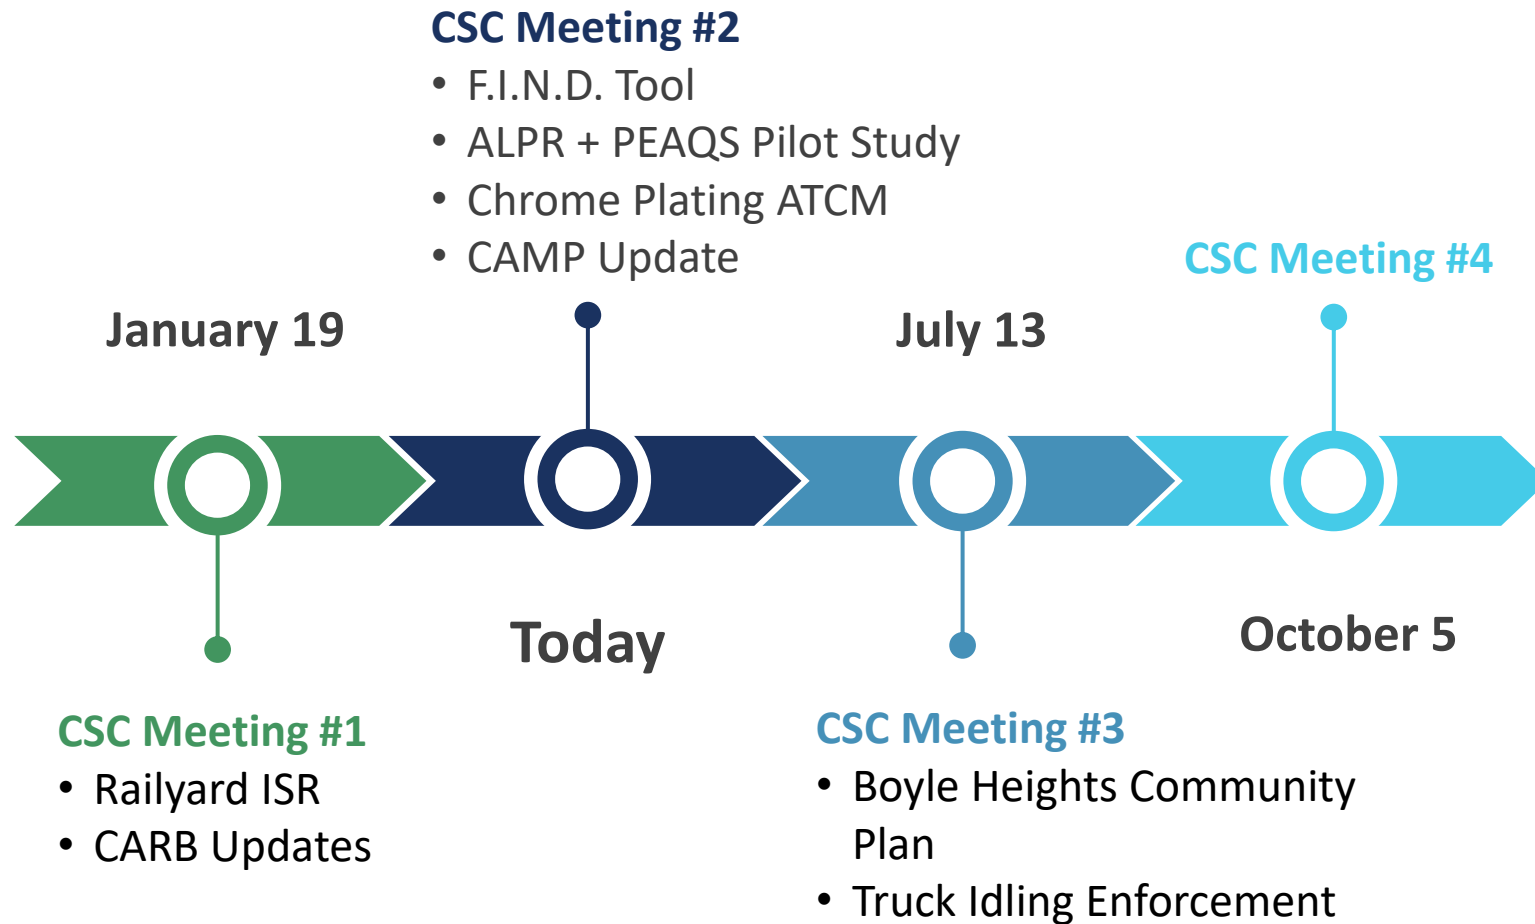 CSC Meeting #2
• F.I.N.D. Tool
• ALPR + PEAQS Pilot Study
• Chrome Plating ATCM
• CAMP Update
CSC Meeting #4
January 19
July 13
Today
October 5
CSC Meeting #1
• Railyard ISR
• CARB Updates
CSC Meeting #3
• Boyle Heights Community
Plan
• Truck Idling Enforcement